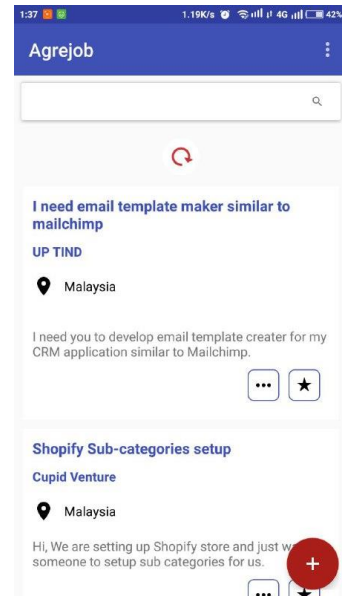 1:37 1.19K/s 4G 42%
Agrejob
I need email template maker similar to
mailchimp
UP TIND
Malaysia
I need you to develop email template creater for my
CRM application similar to Mailchimp.
Shopify Sub-categories setup
Cupid Venture
Malaysia
Hi, We are setting up Shopify store and just
someone to setup sub categories for us.